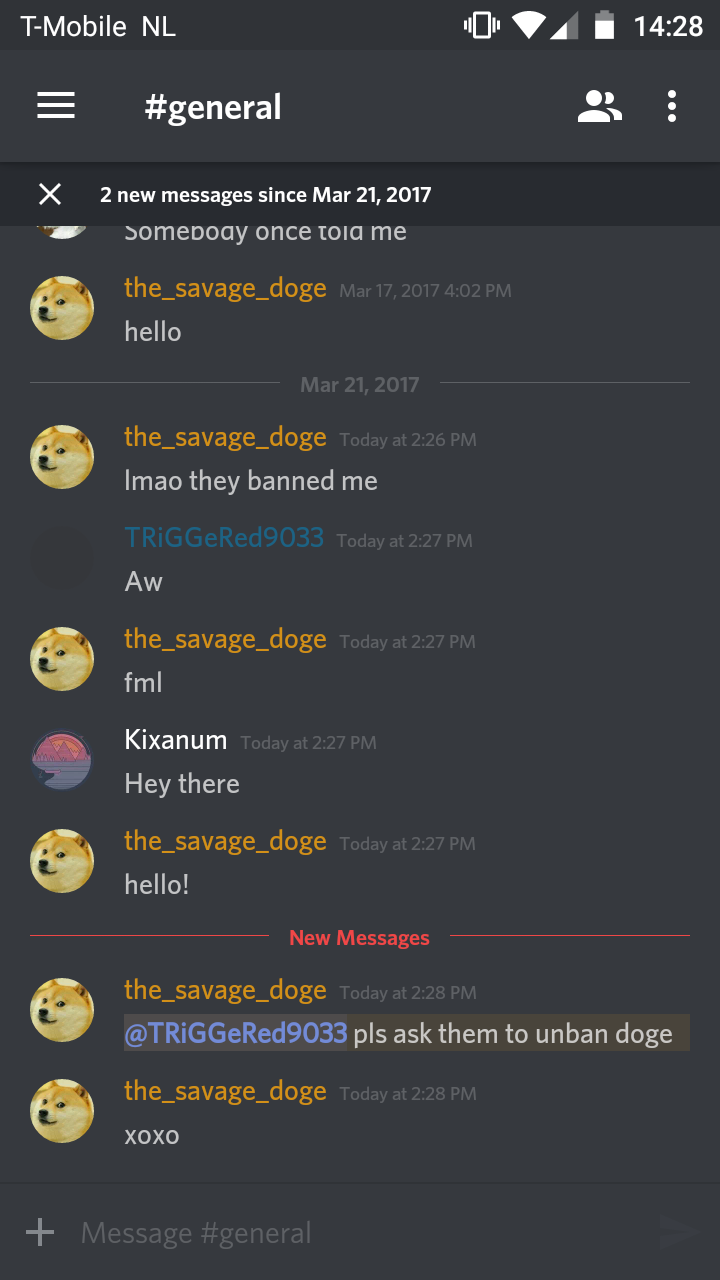 T-Mobile NL 14:28
#general
2 new messages since Mar 21, 2017
Somebody once told me
the_savage_doge Mar 17, 2017 4:02 PM
hello
Mar 21, 2017
the_savage_doge Today at 2:26 PM
lmao they banned me
TRiGGeRed9033 Today at 2:27 PM
Aw
the_savage_doge Today at 2:27 PM
fml
Kixanum Today at 2:27 PM
Hey there
the_savage_doge Today at 2:27 PM
hello!
New Messages
the_savage_doge Today at 2:28 PM
@TRiGGeRed9033 pls ask them to unban doge
the_savage_doge Today at 2:28 PM
xoxo
Message #general